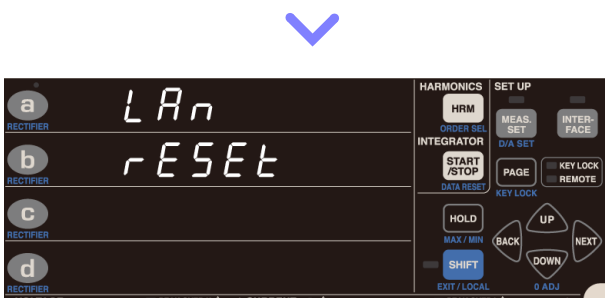 a
RECTIFIER
LAn
b
RECTIFIER
rESEt
c
RECTIFIER
d
RECTIFIER
HARMONICS
HRM
ORDER SEL
INTEGRATOR
START
/STOP
DATA RESET
HOLD
MAX / MIN
SHIFT
EXIT / LOCAL
SET UP
MEAS.
SET
D/A SET
INTER-
FACE
PAGE
KEY LOCK
KEY LOCK
REMOTE
UP
BACK
NEXT
DOWN
0 ADJ